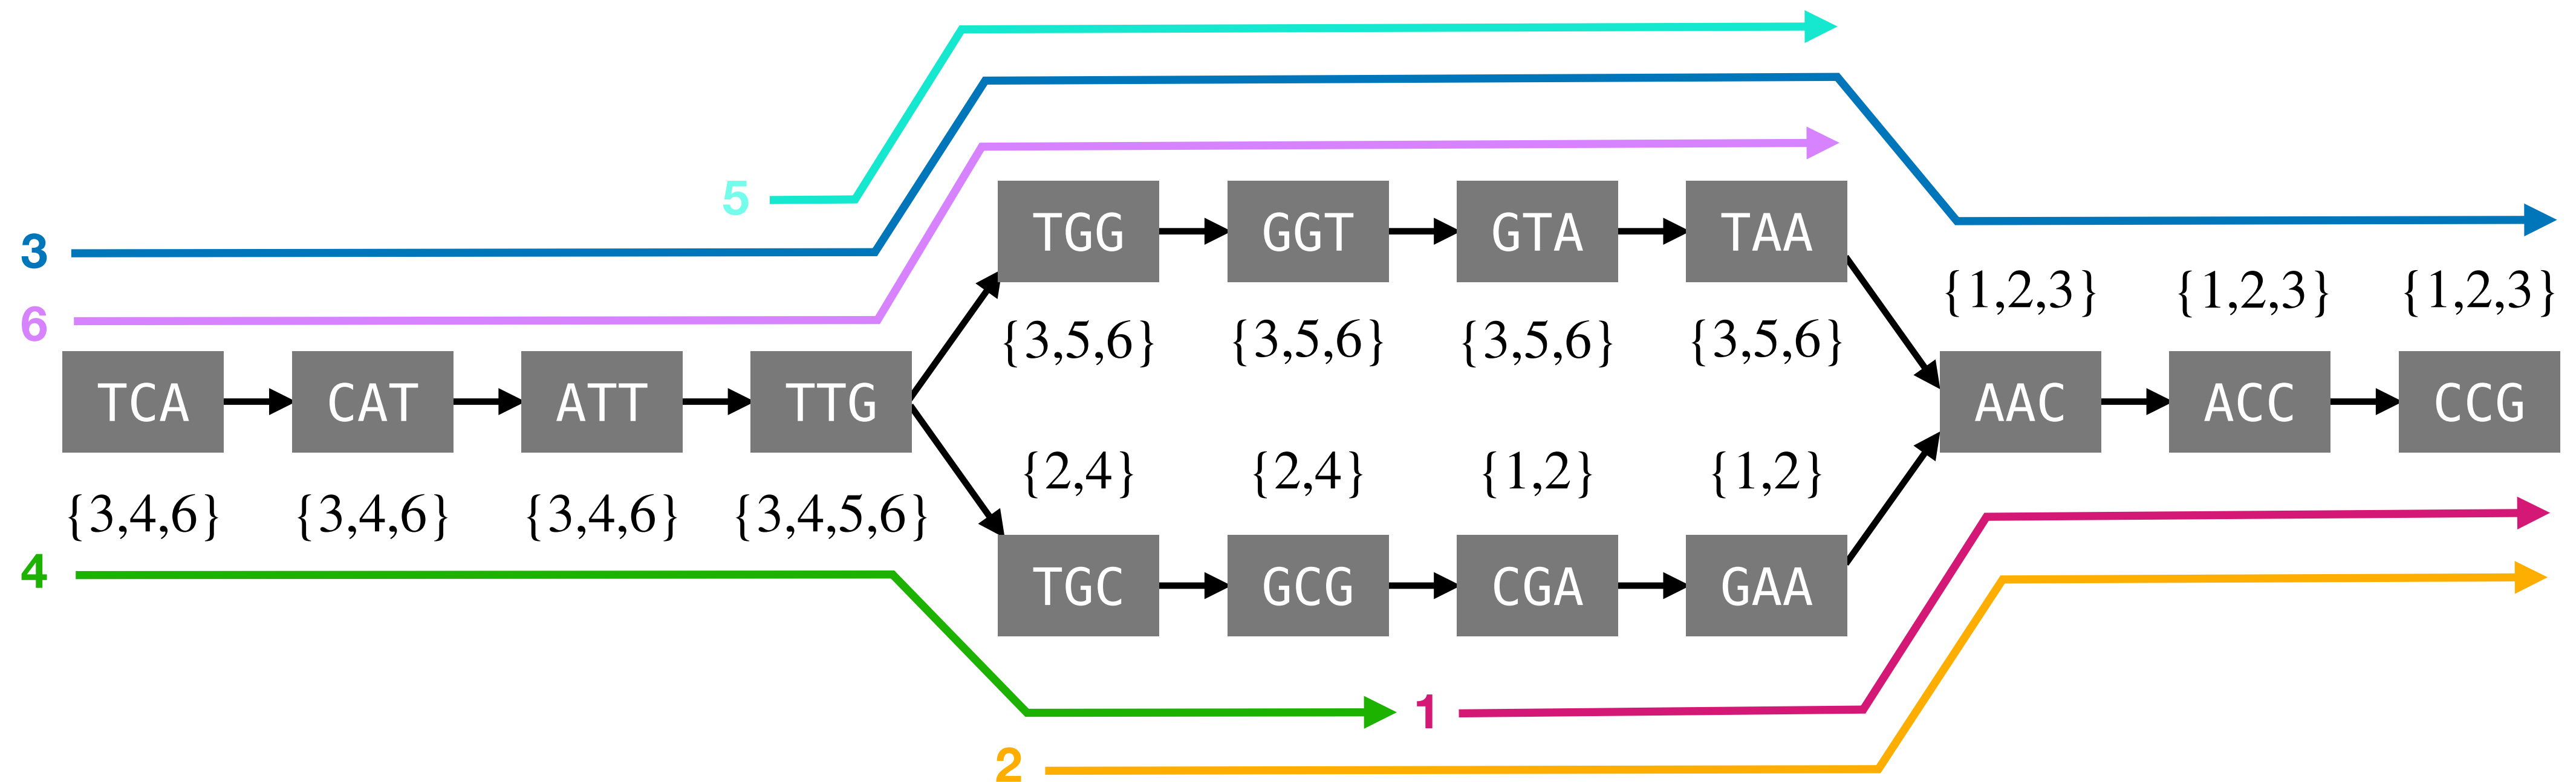 5
3
6
TGG GGT GTA TAA
{3,5,6} {3,5,6} {3,5,6} {3,5,6}
{1,2,3} {1,2,3} {1,2,3}
TCA CAT ATT TTG
AAC ACC CCG
{3,4,6} {3,4,6} {3,4,6} {3,4,5,6}
{2,4} {2,4} {1,2} {1,2}
4
TGC GCG CGA GAA
1
2